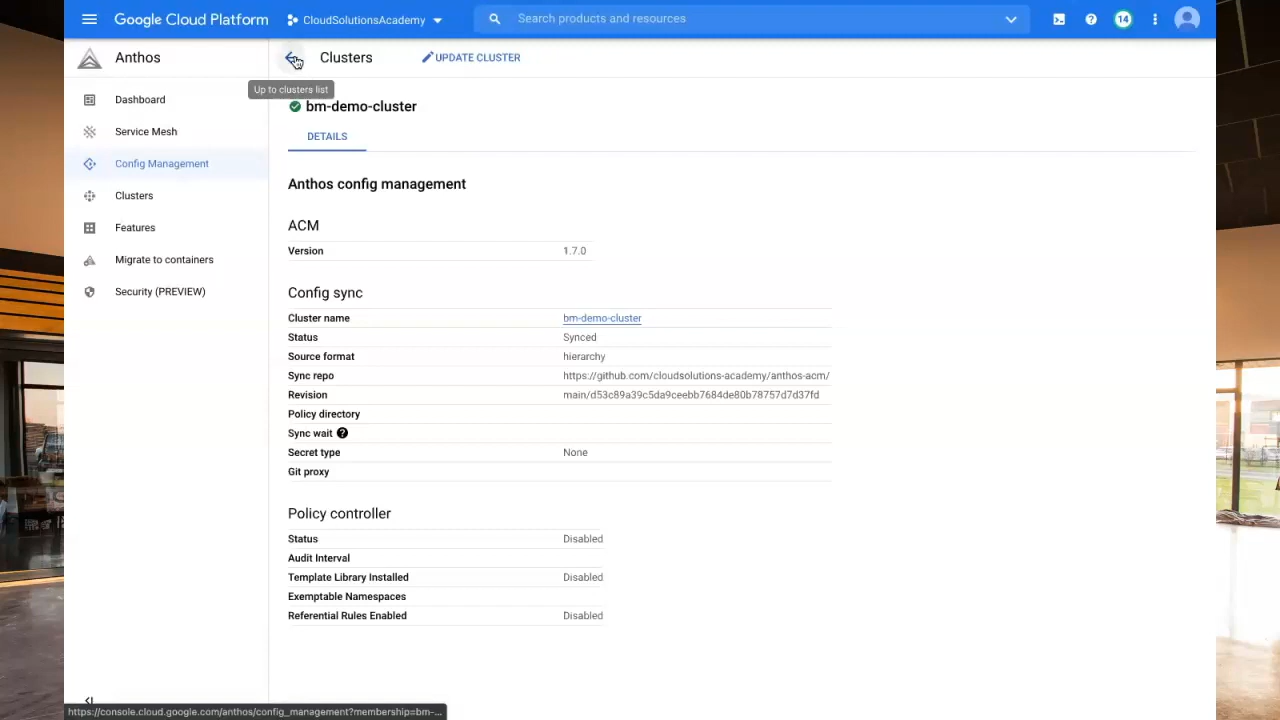 Google Cloud Platform
CloudSolutionsAcademy
Search products and resources
14
Anthos
Clusters
UPDATE CLUSTER
Up to clusters list
Dashboard
Service Mesh
Config Management
Clusters
Features
Migrate to containers
Security (PREVIEW)
bm-demo-cluster
DETAILS
Anthos config management
ACM
Version 1.7.0
Config sync
Cluster name bm-demo-cluster
Status Synced
Source format hierarchy
Sync repo https://github.com/cloudsolutions-academy/anthos-acm/
Revision main/d53c89a39c5da9ceebb7684de80b78757d7d37fd
Policy directory
Sync wait ?
Secret type None
Git proxy
Policy controller
Status Disabled
Audit Interval
Template Library Installed Disabled
Exemptable Namespaces
Referential Rules Enabled Disabled
https://console.cloud.google.com/anthos/config_management?membership=bm-...